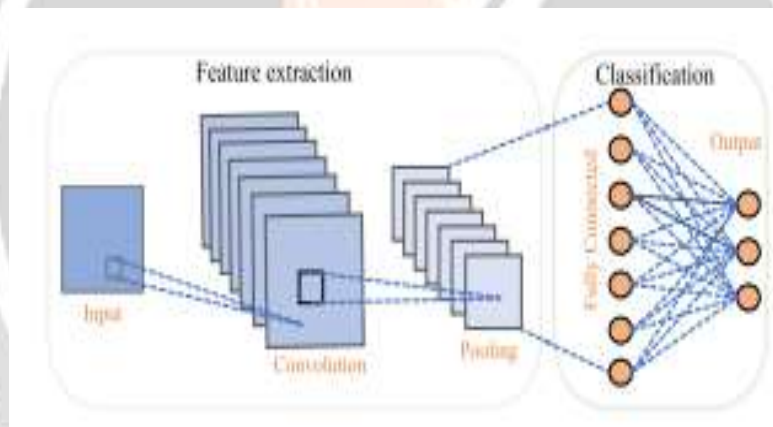 Feature extraction
Classification
Input
Convolution
Pooling
Fully Connected
Output